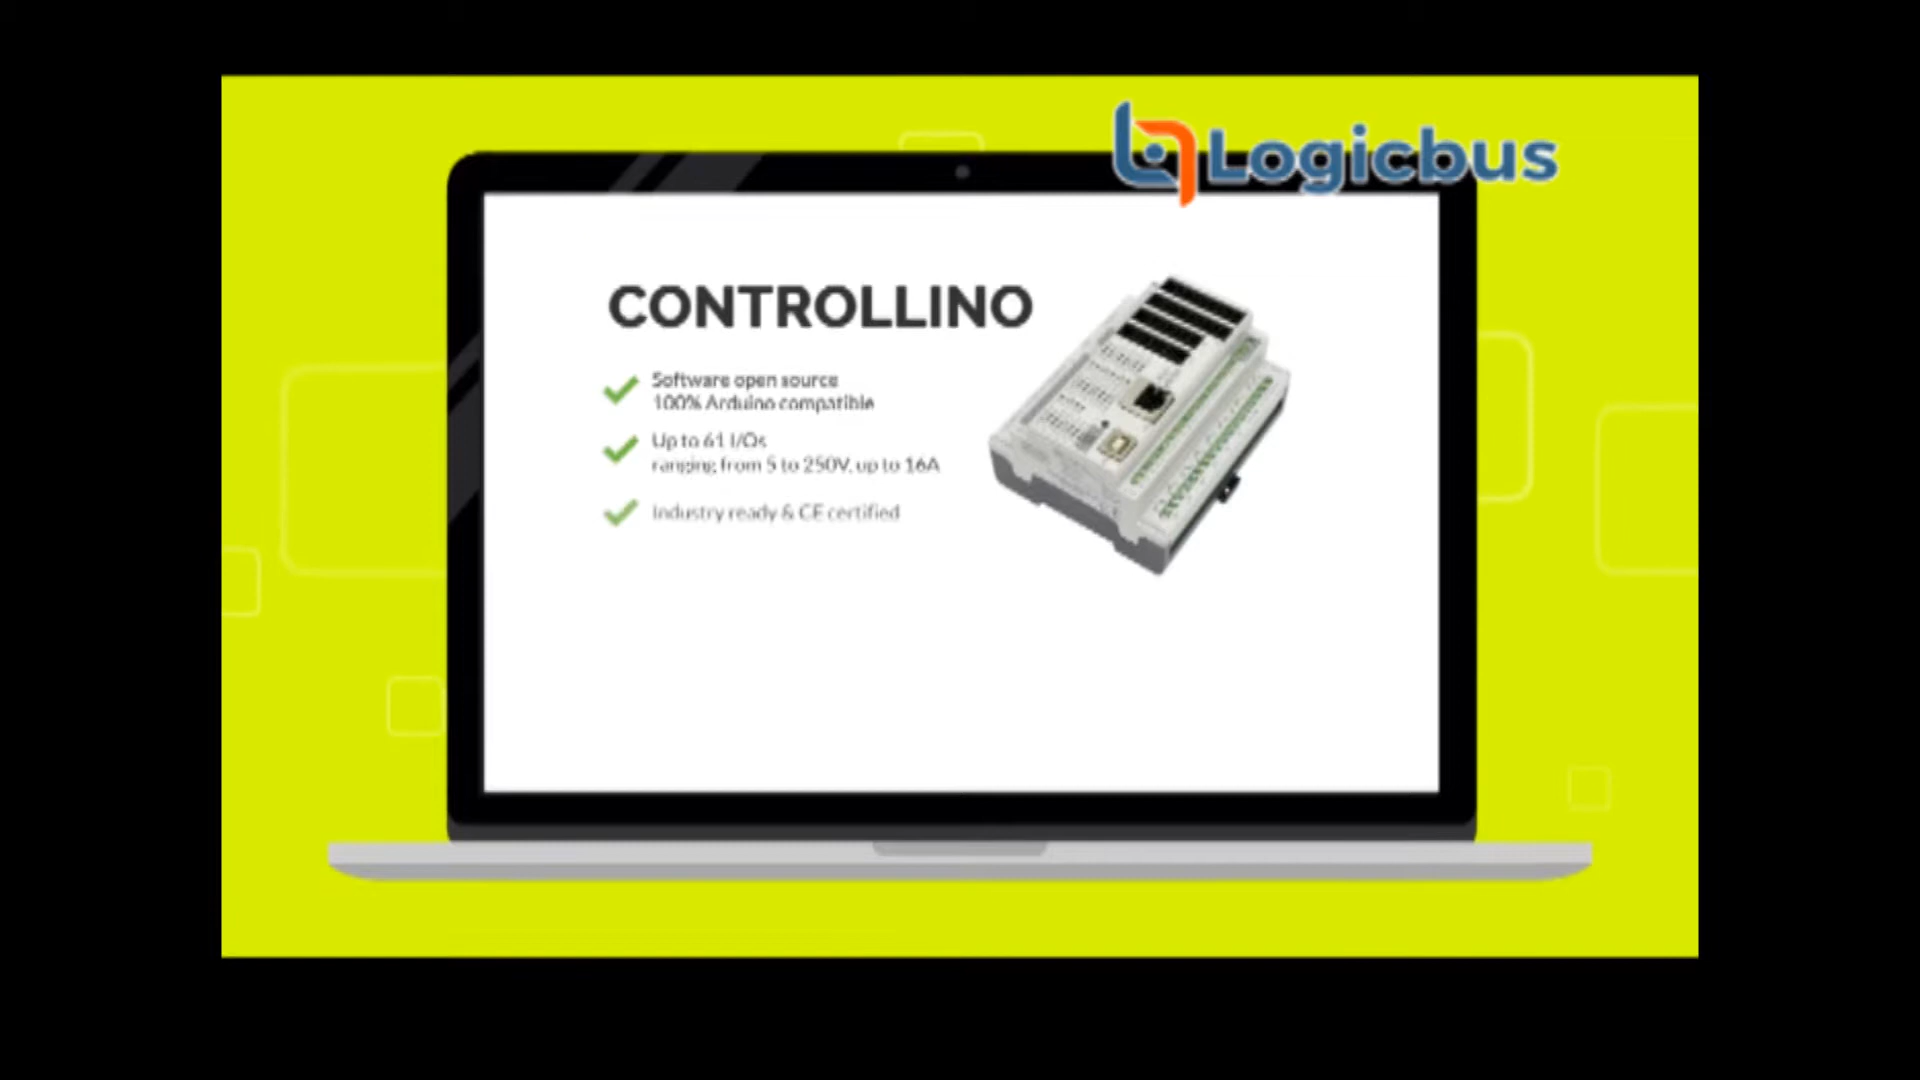 Logicbus
CONTROLLINO
Software open source
100% Arduino compatible
Up to 61 I/Os
ranging from 5 to 250V, up to 16A
Industry ready & CE certified